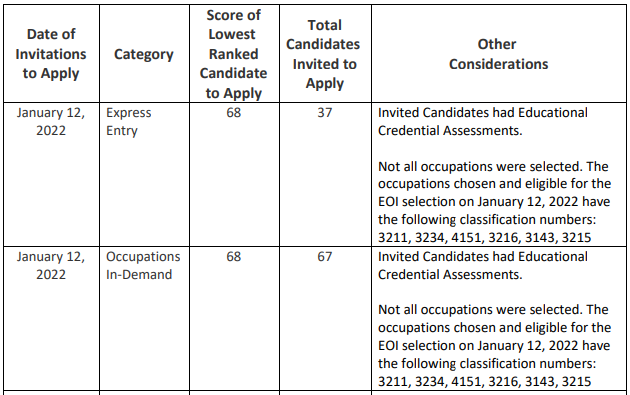 Date of
Invitations
to Apply
Category
Score of
Lowest
Ranked
Candidate
to Apply
Total
Candidates
Invited to
Apply
Other
Considerations
January 12,
2022
Express
Entry
68
37
Invited Candidates had Educational
Credential Assessments.
Not all occupations were selected. The
occupations chosen and eligible for the
EOI selection on January 12, 2022 have
the following classification numbers:
3211, 3234, 4151, 3216, 3143, 3215
January 12,
2022
Occupations
In-Demand
68
67
Invited Candidates had Educational
Credential Assessments.
Not all occupations were selected. The
occupations chosen and eligible for the
EOI selection on January 12, 2022 have
the following classification numbers:
3211, 3234, 4151, 3216, 3143, 3215